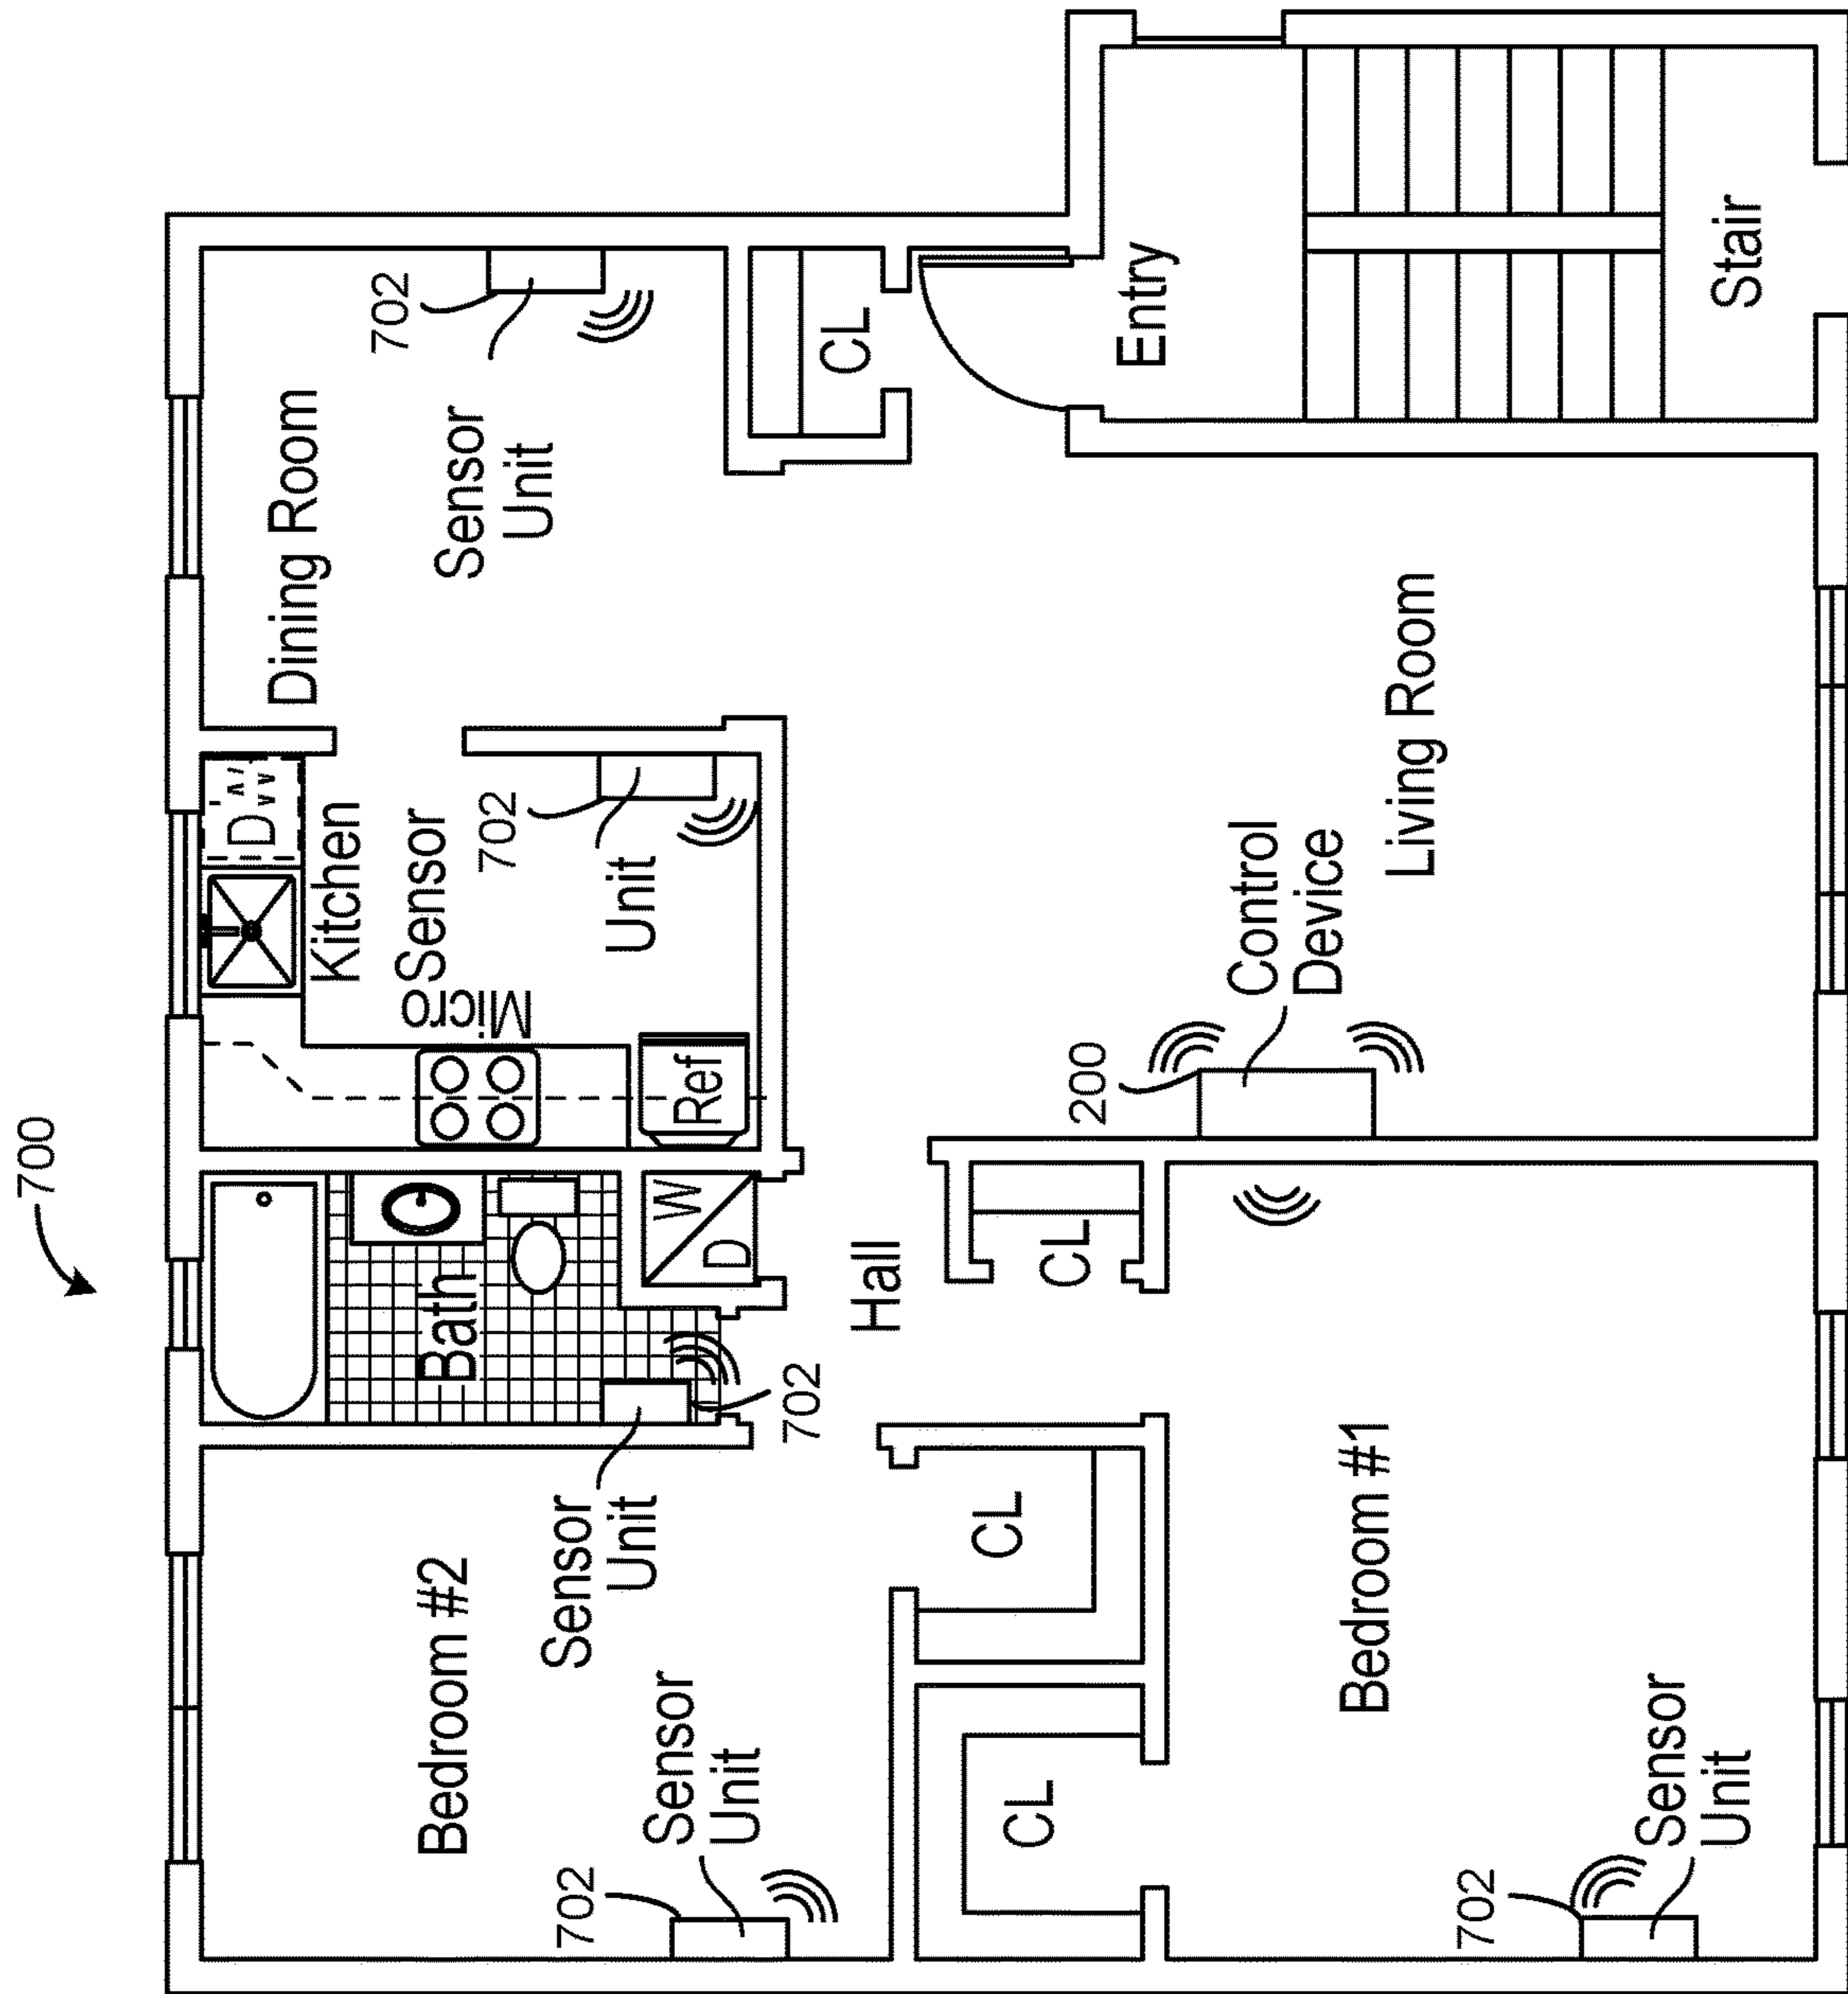 700
Bedroom #2
Sensor
Unit
702
Sensor
Unit
702
Bath
W
D
Kitchen
Sensor
Unit
702
Micro
Ref
Dining Room
Sensor
Unit
702
CL
Hall
CL
CL
CL
Bedroom #1
Sensor
Unit
702
200
Control
Device
Living Room
Entry
Stair